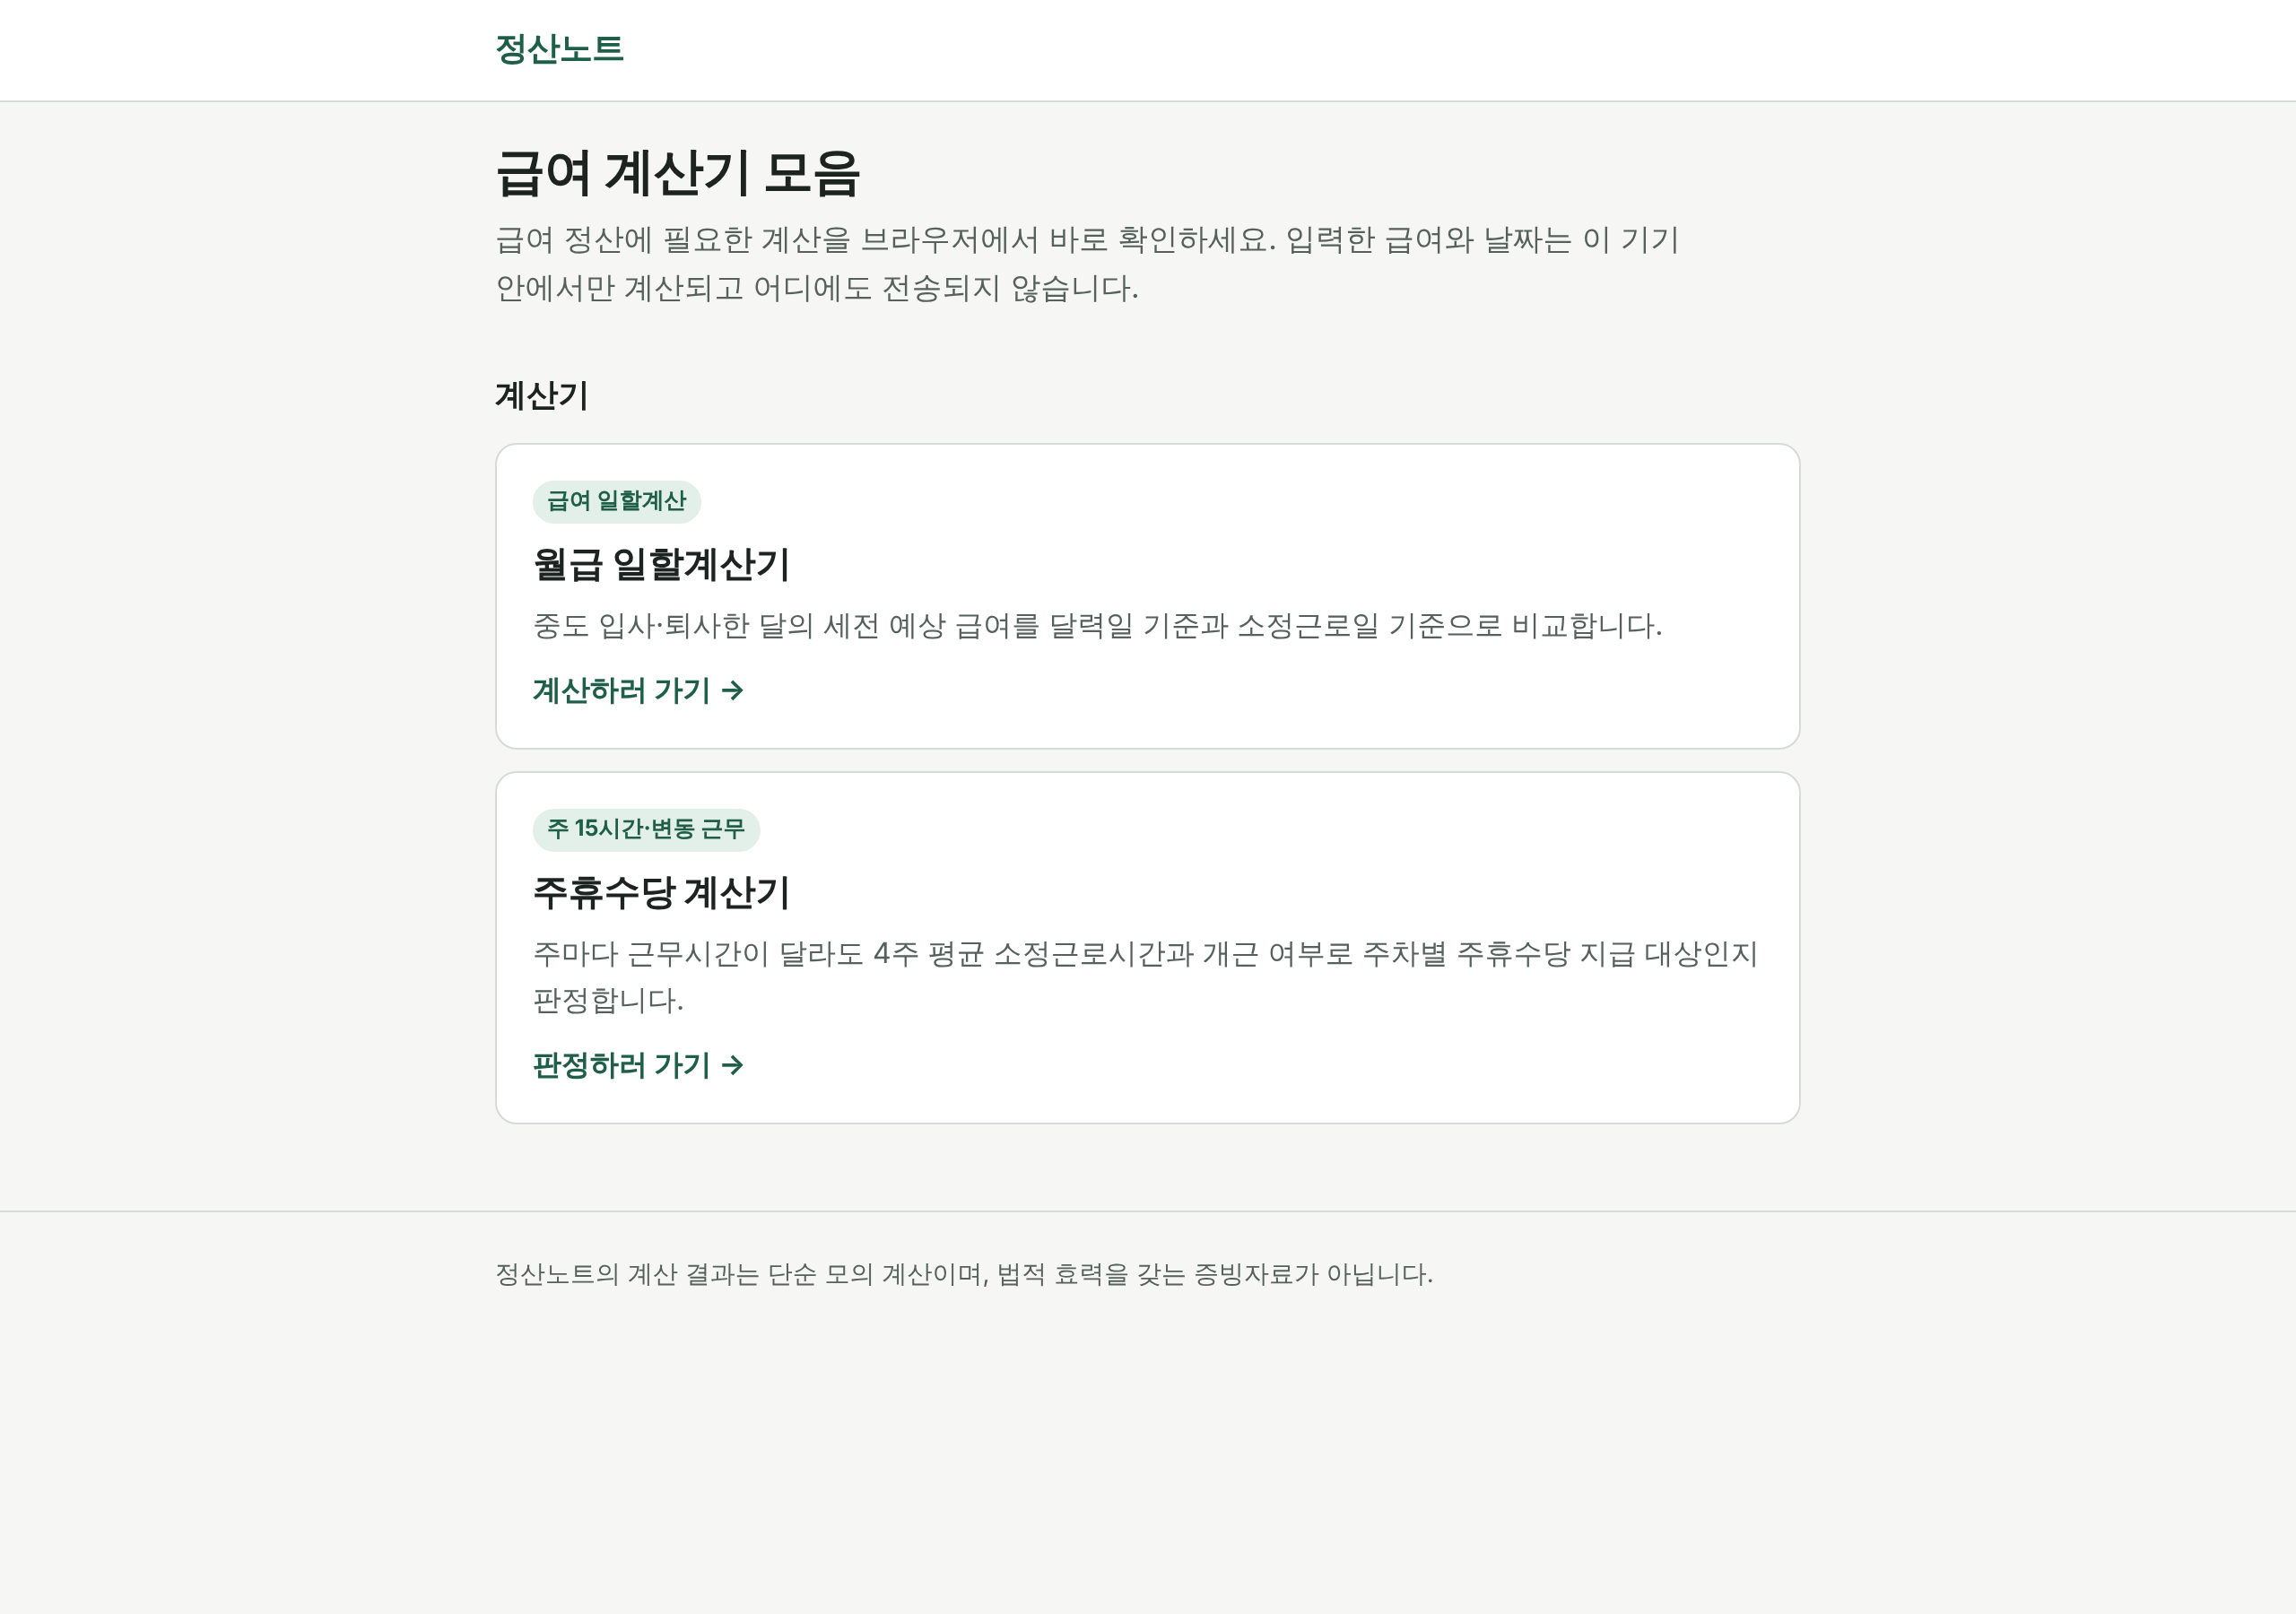 정산노트
급여 계산기 모음
급여 정산에 필요한 계산을 브라우저에서 바로 확인하세요. 입력한 급여와 날짜는 이 기기
안에서만 계산되고 어디에도 전송되지 않습니다.
계산기
급여 일할계산
월급 일할계산기
중도 입사·퇴사한 달의 세전 예상 급여를 달력일 기준과 소정근로일 기준으로 비교합니다.
계산하러 가기 →
주 15시간·변동 근무
주휴수당 계산기
주마다 근무시간이 달라도 4주 평균 소정근로시간과 개근 여부로 주차별 주휴수당 지급 대상인지
판정합니다.
판정하러 가기 →
정산노트의 계산 결과는 단순 모의 계산이며, 법적 효력을 갖는 증빙자료가 아닙니다.